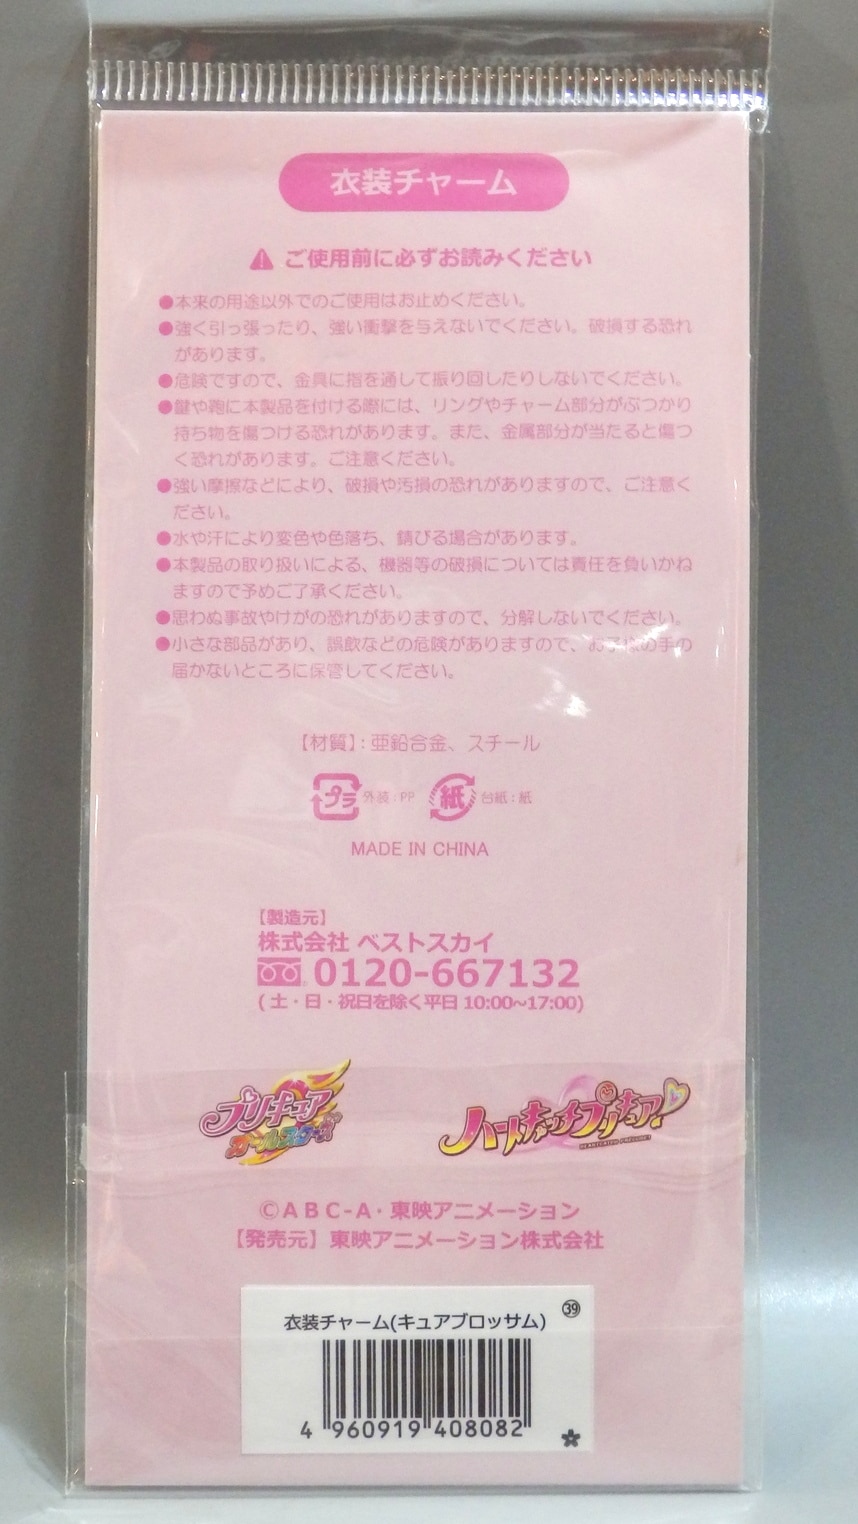 衣装チャーム
ご使用前に必ずお読みください
●本来の用途以外でのご使用はお止めください。
●強く引っ張ったり、強い衝撃を与えないでください。破損する恐れ
があります。
●危険ですので、金具に指を通して振り回したりしないでください。
●鍵や鞄に本製品を付ける際には、リングやチャーム部分がぶつかり
持ち物を傷つける恐れがあります。また、金属部分が当たると傷つ
く恐れがあります。ご注意ください。
●強い摩擦などにより、破損や汚損の恐れがありますので、ご注意く
ださい。
●水や汗により変色や色落ち、錆びる場合があります。
●本製品の取り扱いによる、機器等の破損については責任を負いかね
ますので予めご了承ください。
●思わぬ事故やけがの恐れがありますので、分解しないでください。
●小さな部品があり、誤飲などの危険がありますので、お子様の手の
届かないところに保管してください。
【材質】:亜鉛合金、スチール
プラ 外装:PP 紙 台紙:紙
MADE IN CHINA
【製造元】
株式会社 ベストスカイ
0120-667132
(土・日・祝日を除く平日 10:00~17:00)
プリキュア
オールスターズ
ハートキャッチプリキュア!
HEARTCATCH PRECURE!
©ABC-A・東映アニメーション
【発売元】東映アニメーション株式会社
㊴
衣装チャーム(キュアブロッサム)
4 960919 408082